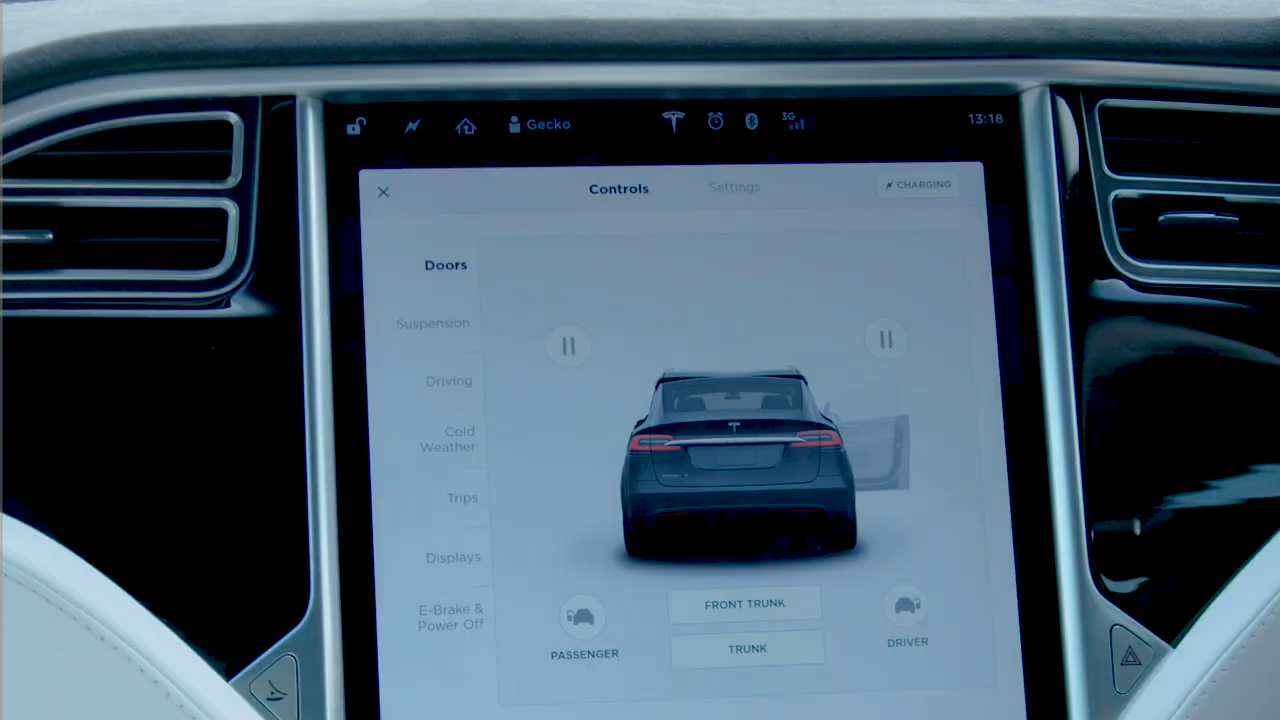 Gecko
3G
13:18
Controls
Settings
CHARGING
Doors
Suspension
Driving
Cold
Weather
Trips
Displays
E-Brake &
Power Off
FRONT TRUNK
TRUNK
PASSENGER
DRIVER